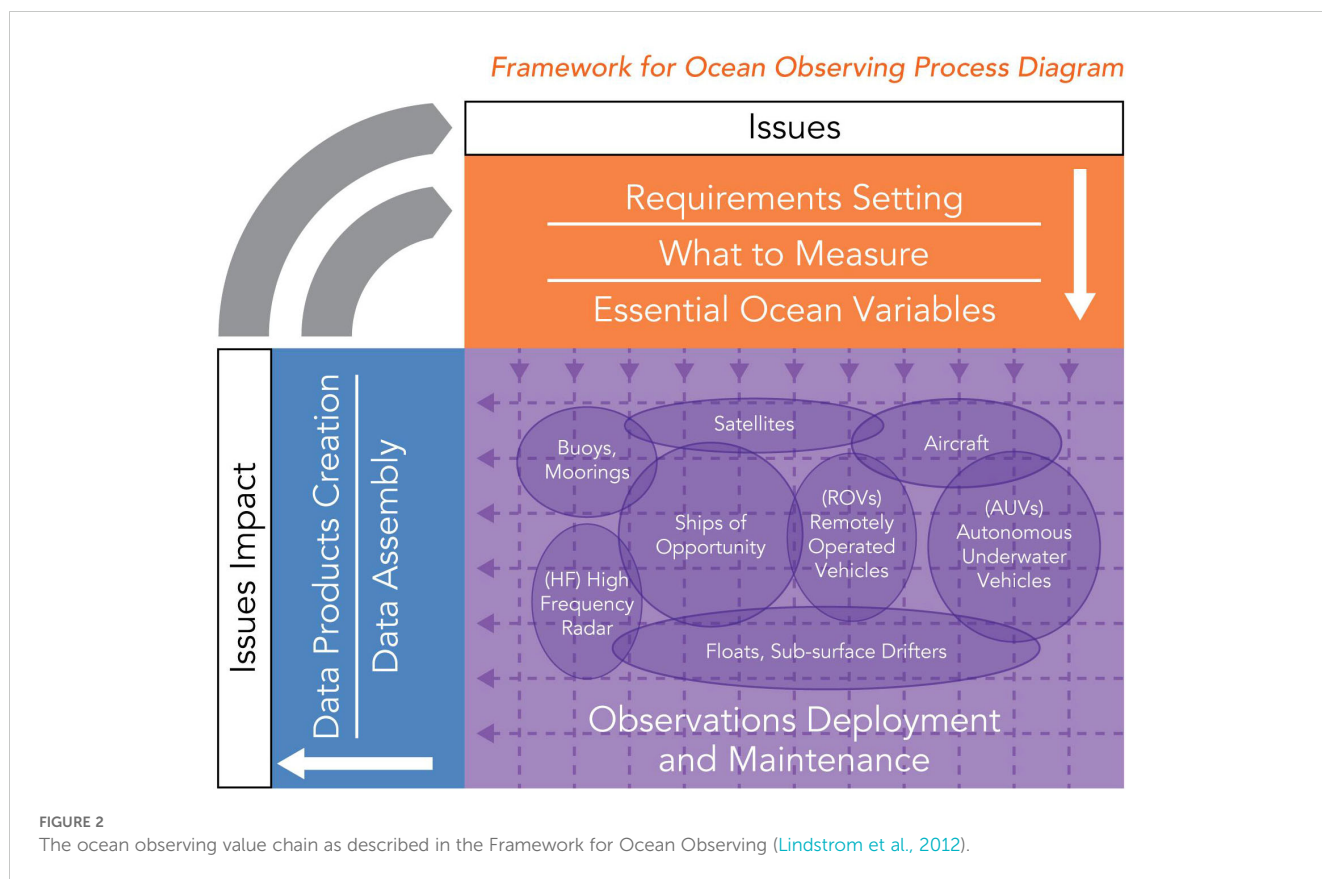 Framework for Ocean Observing Process Diagram
Issues
Requirements Setting
What to Measure
Essential Ocean Variables
Issues Impact
Data Products Creation
Data Assembly
Satellites
Aircraft
Buoys,
Moorings
Ships of
Opportunity
(ROVs)
Remotely
Operated
Vehicles
(AUVs)
Autonomous
Underwater
Vehicles
(HF) High
Frequency
Radar
Floats, Sub-surface Drifters
Observations Deployment
and Maintenance
FIGURE 2
The ocean observing value chain as described in the Framework for Ocean Observing (Lindstrom et al., 2012).